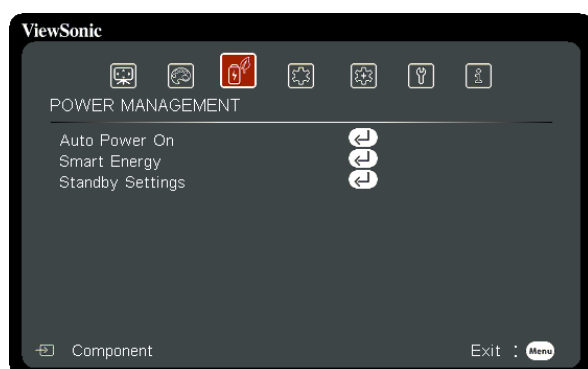 ViewSonic
POWER MANAGEMENT
Auto Power On
Smart Energy
Standby Settings
Component
Exit : Menu